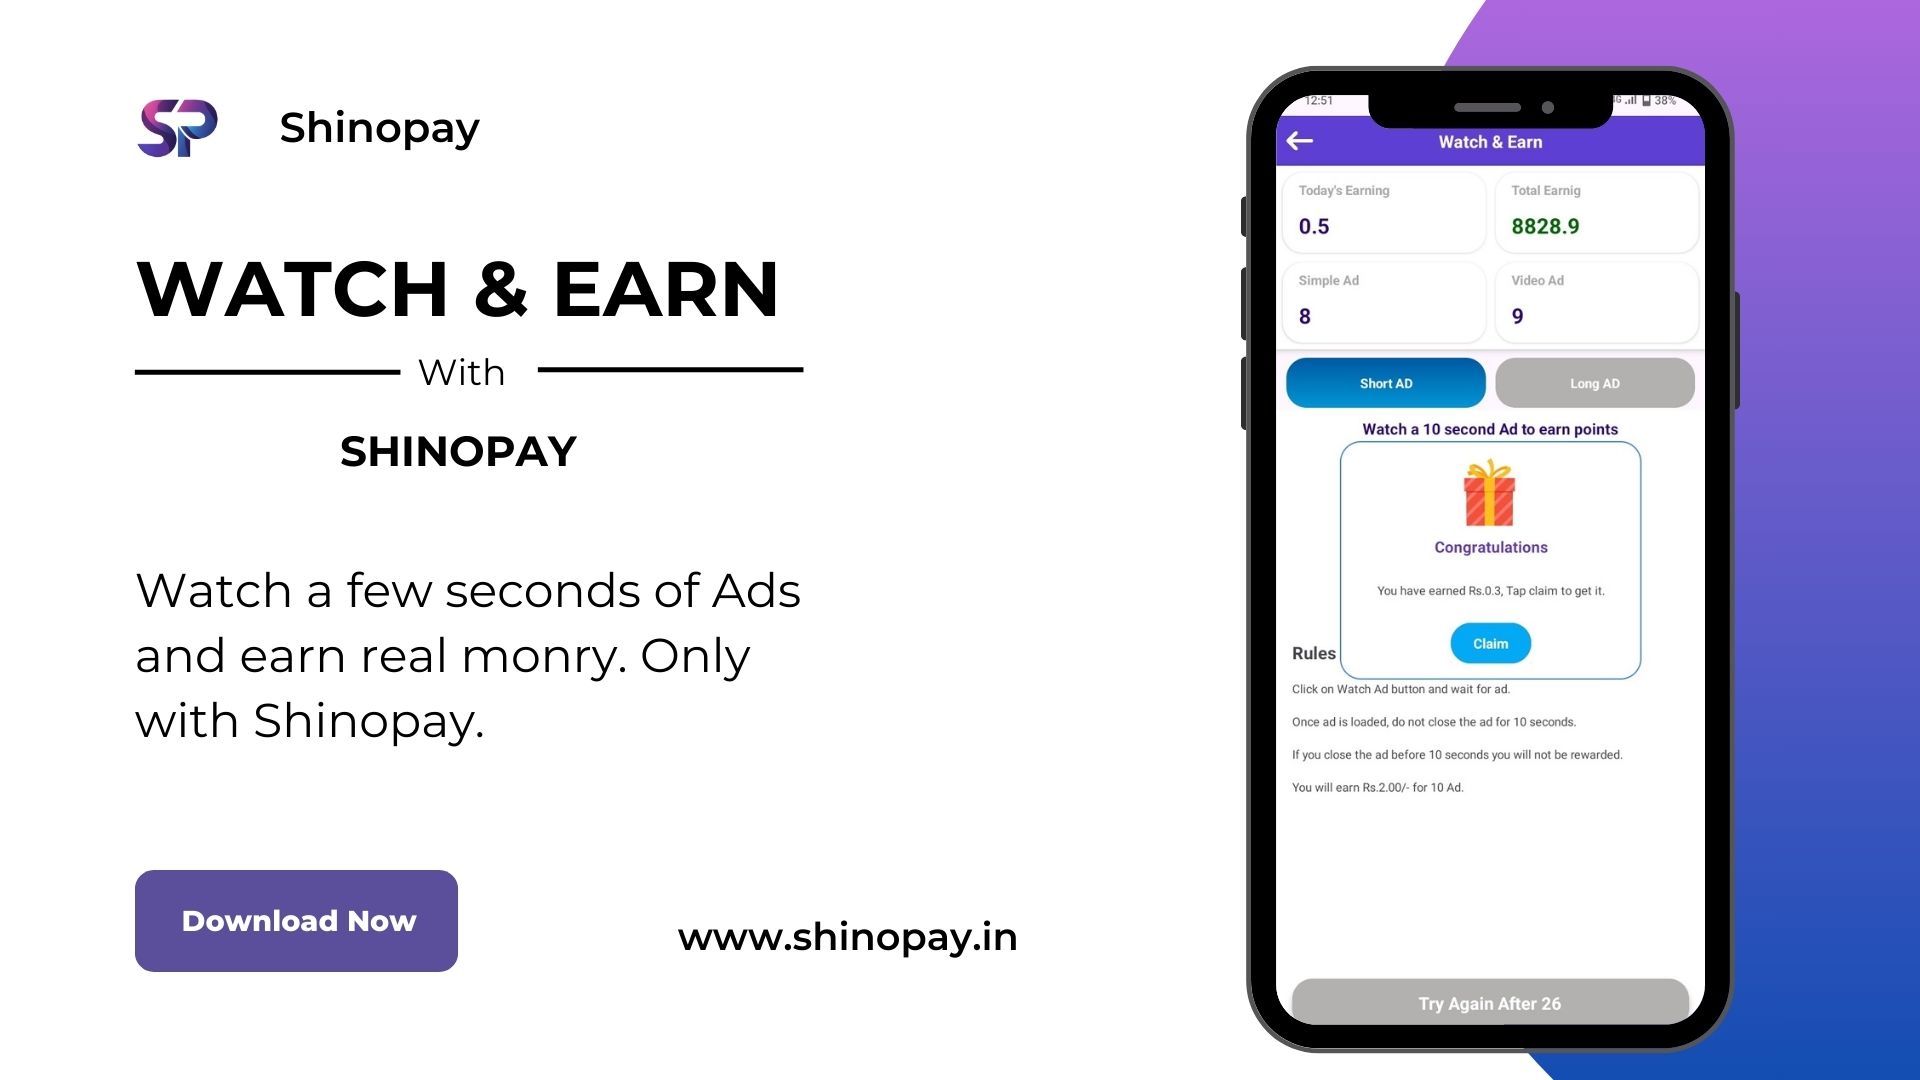 SP
Shinopay
WATCH & EARN
With
SHINOPAY
Watch a few seconds of Ads
and earn real monry. Only
with Shinopay.
Download Now
www.shinopay.in
12:51
38%
Watch & Earn
Today's Earning
Total Earnig
0.5
8828.9
Simple Ad
Video Ad
8
9
Short AD
Long AD
Watch a 10 second Ad to earn points
Congratulations
You have earned Rs.0.3, Tap claim to get it.
Claim
Rules
Click on Watch Ad button and wait for ad.
Once ad is loaded, do not close the ad for 10 seconds.
If you close the ad before 10 seconds you will not be rewarded.
You will earn Rs.2.00/- for 10 Ad.
Try Again After 26